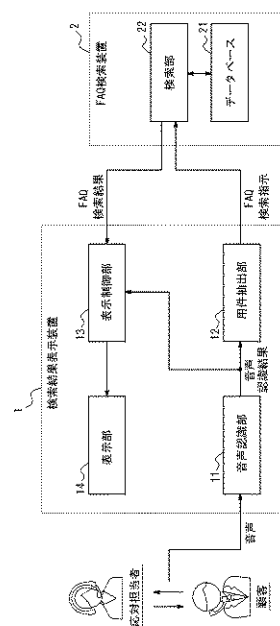 1
検索結果表示装置
2
FAQ検索装置
応対担当者
顧客
音声
14
表示部
13
表示制御部
11
音声認識部
音声
認識結果
12
用件抽出部
FAQ
検索結果
FAQ
検索指示
22
検索部
21
データベース